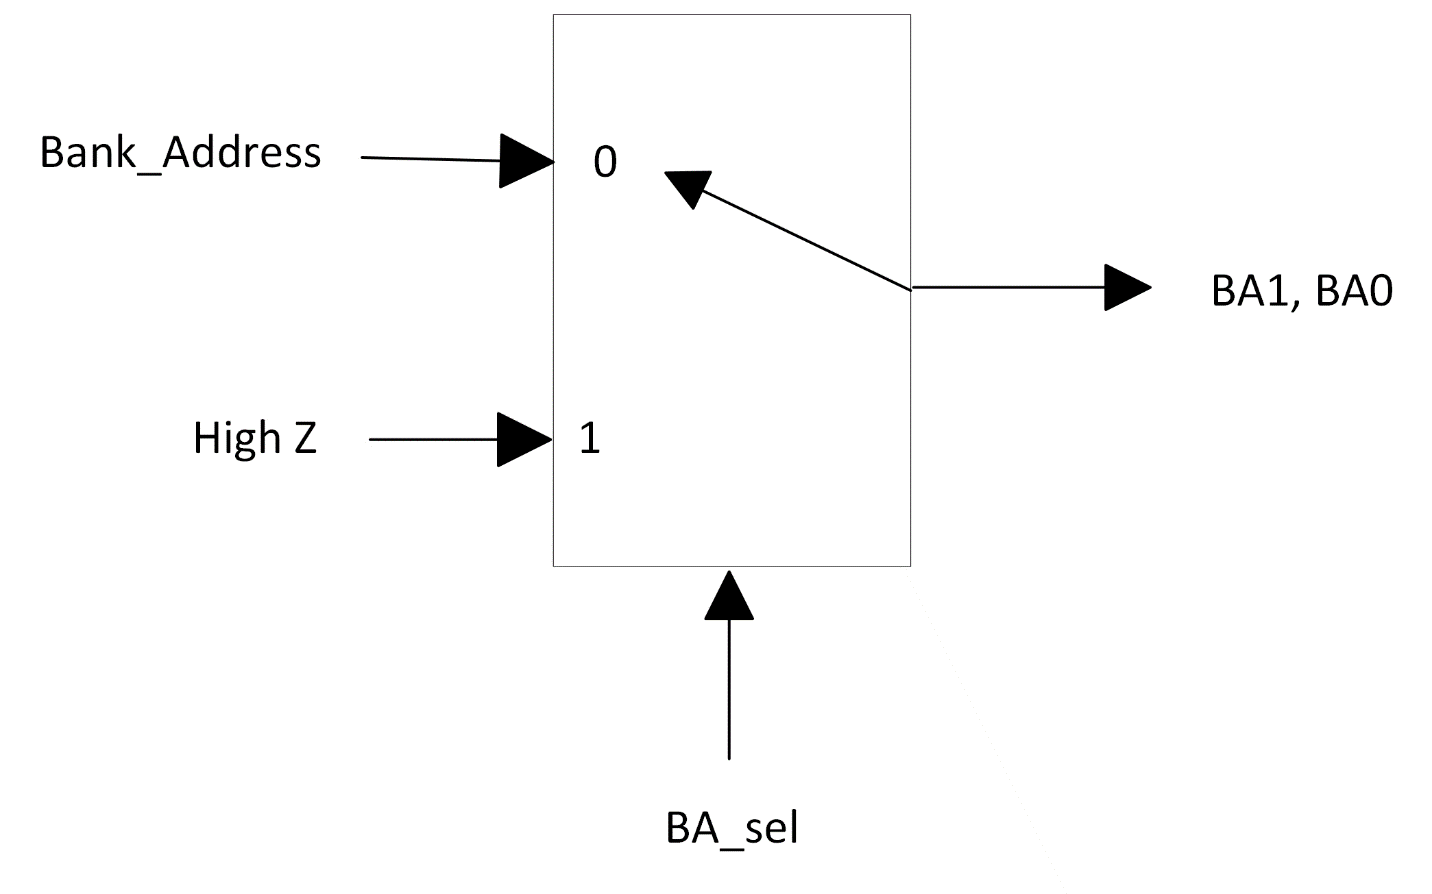 Bank_Address
0
BA1, BA0
High Z
1
BA_sel